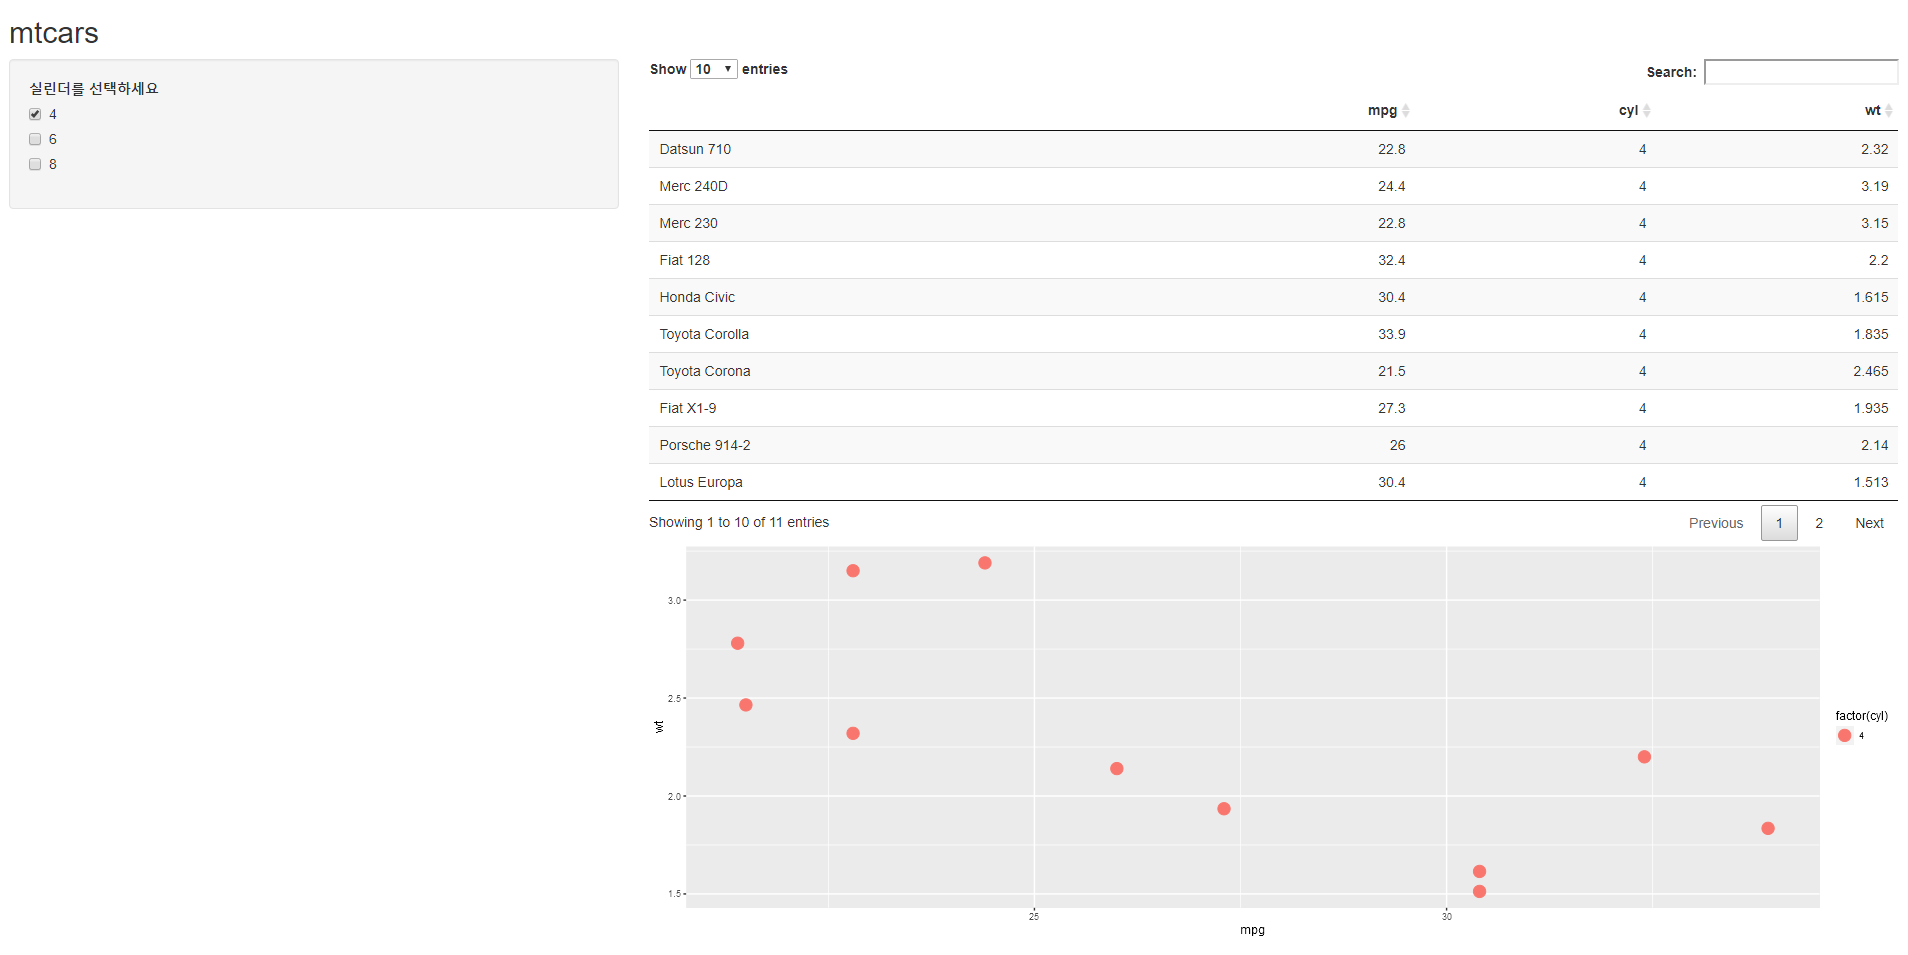 mtcars
실린더를 선택하세요
4
6
8
Show 10 entries
Search:
mpg cyl wt
Datsun 710 22.8 4 2.32
Merc 240D 24.4 4 3.19
Merc 230 22.8 4 3.15
Fiat 128 32.4 4 2.2
Honda Civic 30.4 4 1.615
Toyota Corolla 33.9 4 1.835
Toyota Corona 21.5 4 2.465
Fiat X1-9 27.3 4 1.935
Porsche 914-2 26 4 2.14
Lotus Europa 30.4 4 1.513
Showing 1 to 10 of 11 entries
Previous 1 2 Next
3.0
2.5
2.0
1.5
wt
25 30
mpg
factor(cyl)
4